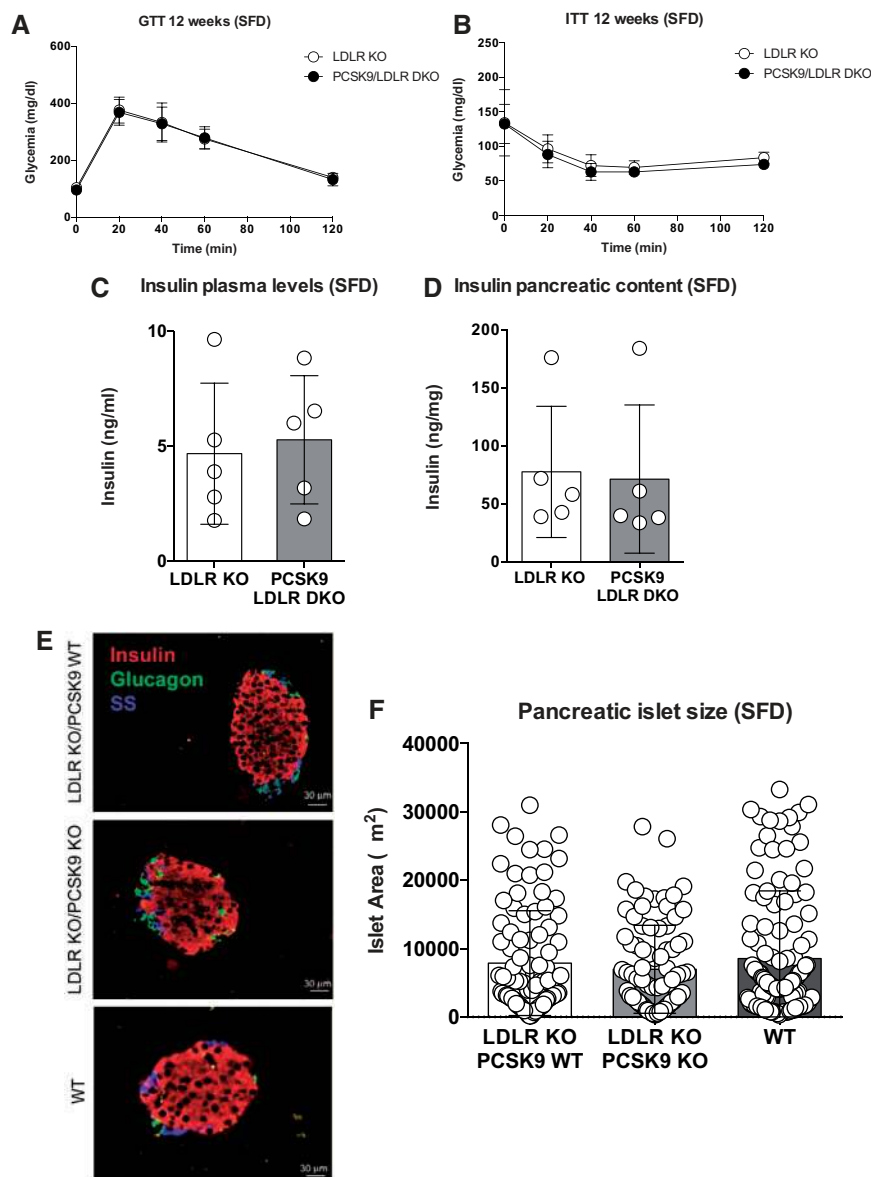 A
GTT 12 weeks (SFD)
LDLR KO
PCSK9/LDLR DKO
Glycemia (mg/dl)
600
400
200
0
0 20 40 60 80 100 120
Time (min)
B
ITT 12 weeks (SFD)
LDLR KO
PCSK9/LDLR DKO
Glycemia (mg/dl)
250
200
150
100
50
0
0 20 40 60 80 100 120
Time (min)
C
Insulin plasma levels (SFD)
Insulin (ng/ml)
10
5
0
LDLR KO
PCSK9
LDLR DKO
D
Insulin pancreatic content (SFD)
Insulin (ng/mg)
200
150
100
50
0
LDLR KO
PCSK9
LDLR DKO
E
LDLR KO/PCSK9 WT
Insulin
Glucagon
SS
30 µm
LDLR KO/PCSK9 KO
30 µm
WT
30 µm
F
Pancreatic islet size (SFD)
Islet Area ( m²)
40000
30000
20000
10000
0
LDLR KO
PCSK9 WT
LDLR KO
PCSK9 KO
WT